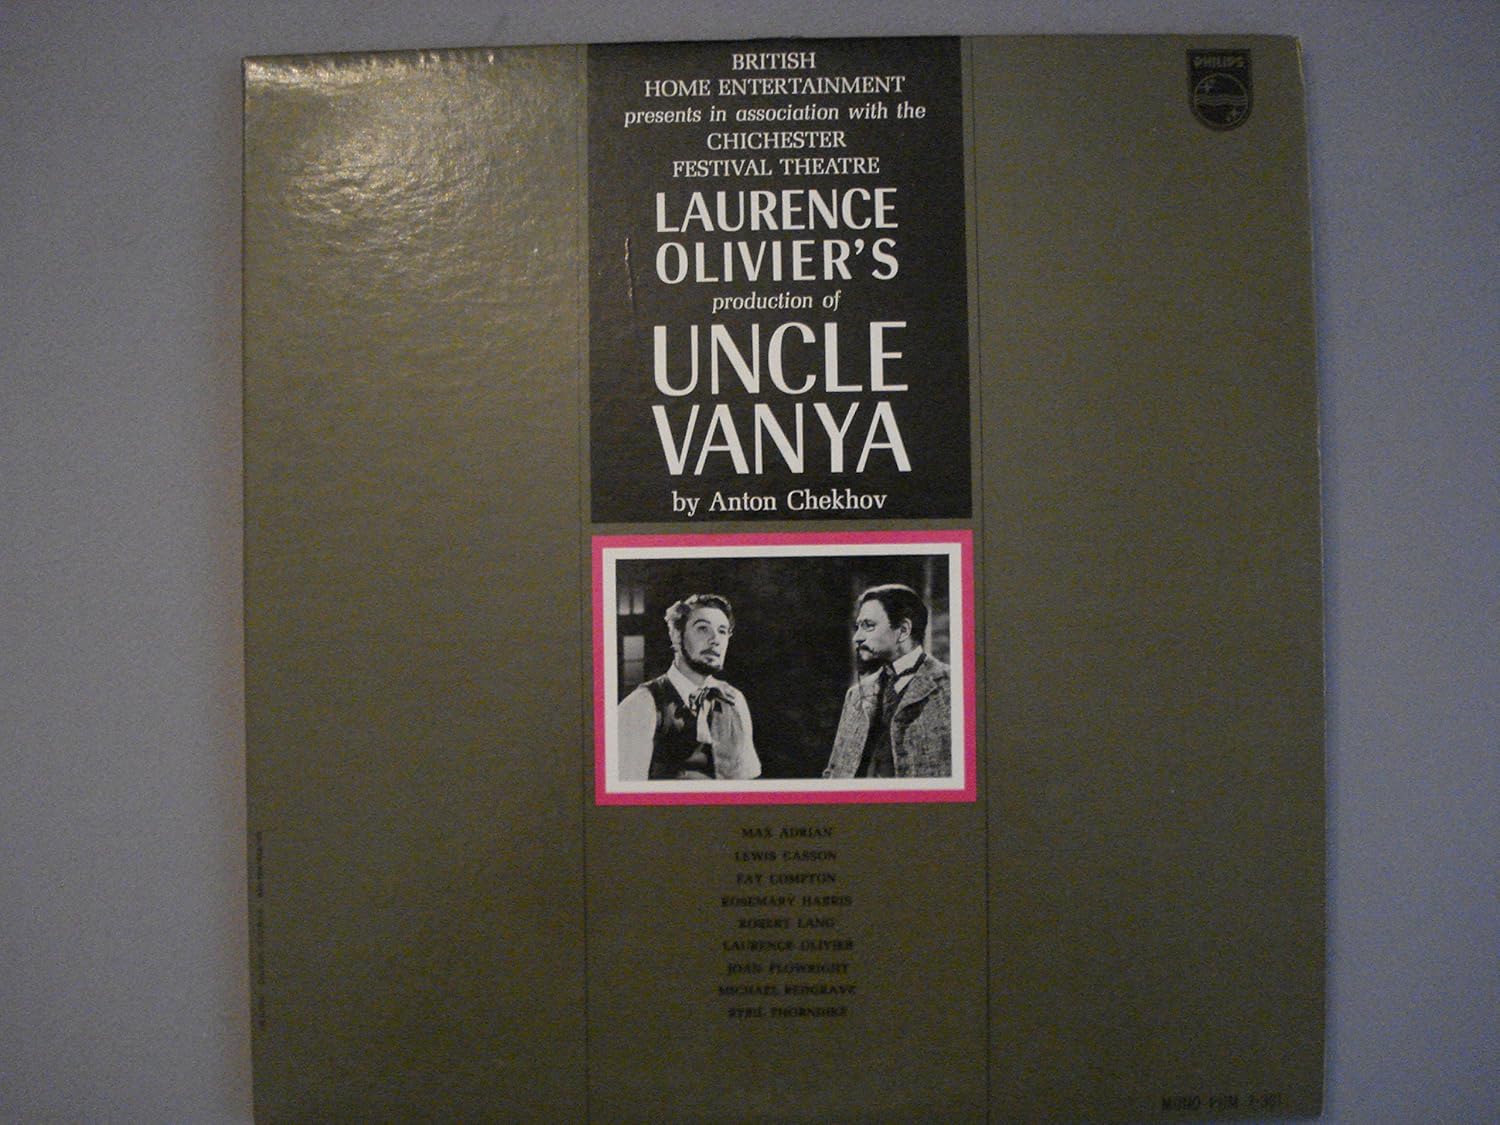 BRITISH
HOME ENTERTAINMENT
presents in association with the
CHICHESTER
FESTIVAL THEATRE
LAURENCE
OLIVIER'S
production of
UNCLE
VANYA
by Anton Chekhov
PHILIPS
MAX ADRIAN
LEWIS CASSON
FAY COMPTON
ROSEMARY HARRIS
ROBERT LANG
LAURENCE OLIVIER
JOAN PLOWRIGHT
MICHAEL REDGRAVE
SYBIL THORNDIKE
MONO PHM